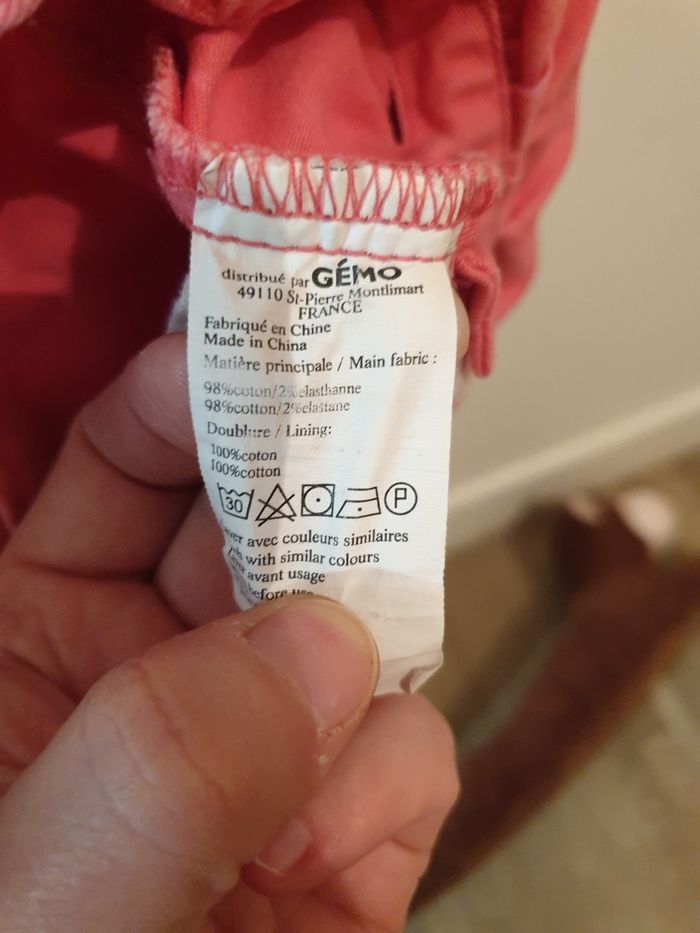 distribué par GÉMO
49110 St-Pierre Montlimart
FRANCE
Fabriqué en Chine
Made in China
Matière principale / Main fabric :
98%coton/2%elasthanne
98%cotton/2%elastane
Doublure / Lining:
100%coton
100%cotton
30 P
avec couleurs similaires
with similar colours
avant usage
before